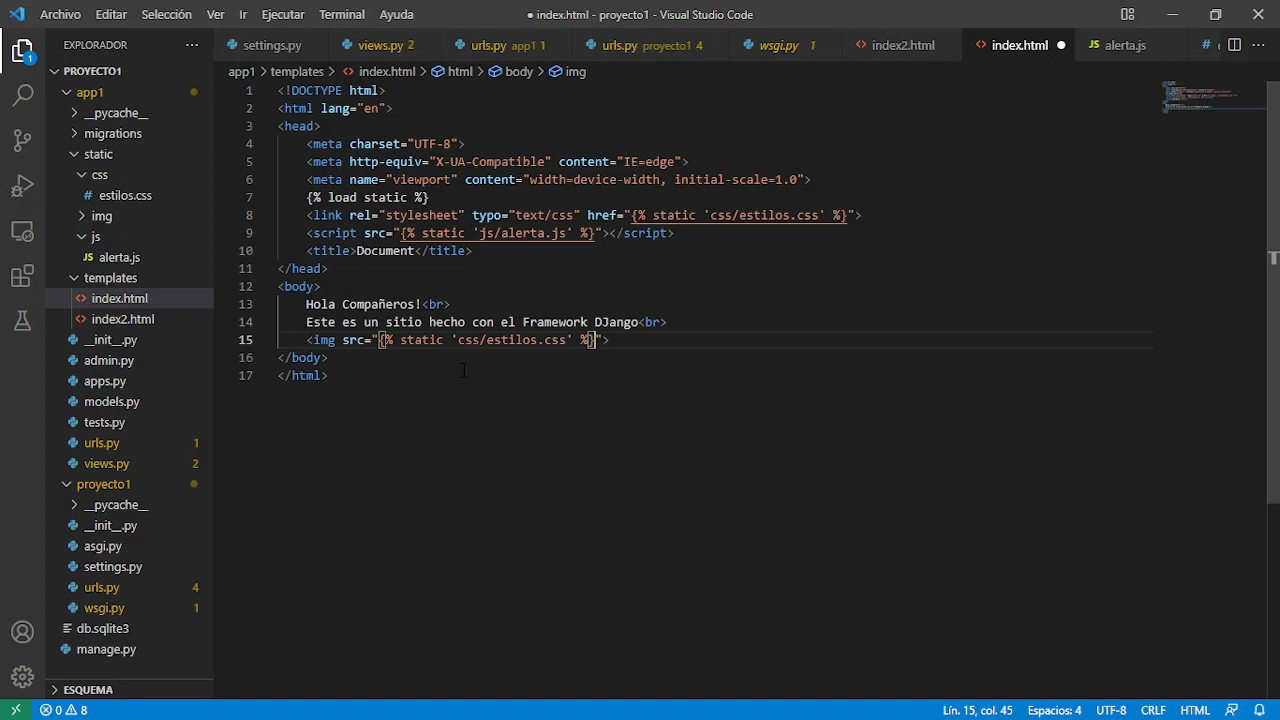 Archivo Editar Selección Ver Ir Ejecutar Terminal Ayuda
● index.html - proyecto1 - Visual Studio Code
EXPLORADOR
settings.py views.py 2 urls.py app1 1 urls.py proyecto1 4 wsgi.py 1 index2.html index.html alerta.js
app1 > templates > index.html > html > body > img
PROYECTO1
app1
__pycache__
migrations
static
css
estilos.css
img
js
alerta.js
templates
index.html
index2.html
__init__.py
admin.py
apps.py
models.py
tests.py
urls.py 1
views.py 2
proyecto1
__pycache__
__init__.py
asgi.py
settings.py
urls.py 4
wsgi.py 1
db.sqlite3
manage.py
ESQUEMA
1 <!DOCTYPE html>
2 <html lang="en">
3 <head>
4 <meta charset="UTF-8">
5 <meta http-equiv="X-UA-Compatible" content="IE=edge">
6 <meta name="viewport" content="width=device-width, initial-scale=1.0">
7 {% load static %}
8 <link rel="stylesheet" typo="text/css" href="{% static 'css/estilos.css' %}">
9 <script src="{% static 'js/alerta.js' %}"></script>
10 <title>Document</title>
11 </head>
12 <body>
13 Hola Compañeros!<br>
14 Este es un sitio hecho con el Framework DJango<br>
15 <img src="{% static 'css/estilos.css' %}">
16 </body>
17 </html>
1
0 8
Lín. 15, col. 45 Espacios: 4 UTF-8 CRLF HTML